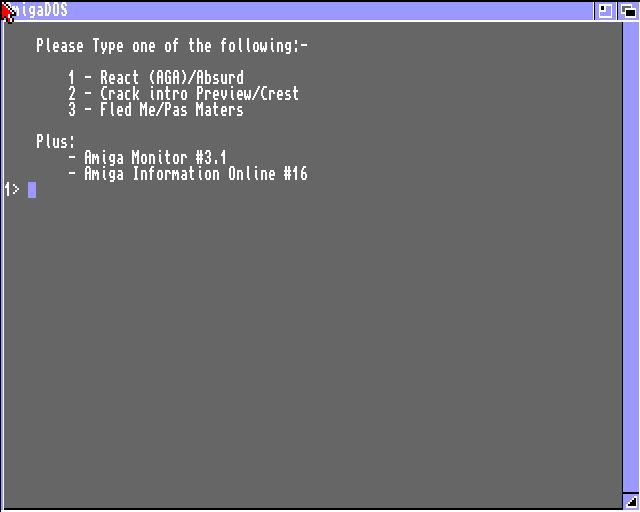 AmigaDOS
Please Type one of the following:-
1 - React (AGA)/Absurd
2 - Crack intro Preview/Crest
3 - Fled Me/Pas Maters
Plus:
- Amiga Monitor #3.1
- Amiga Information Online #16
1>